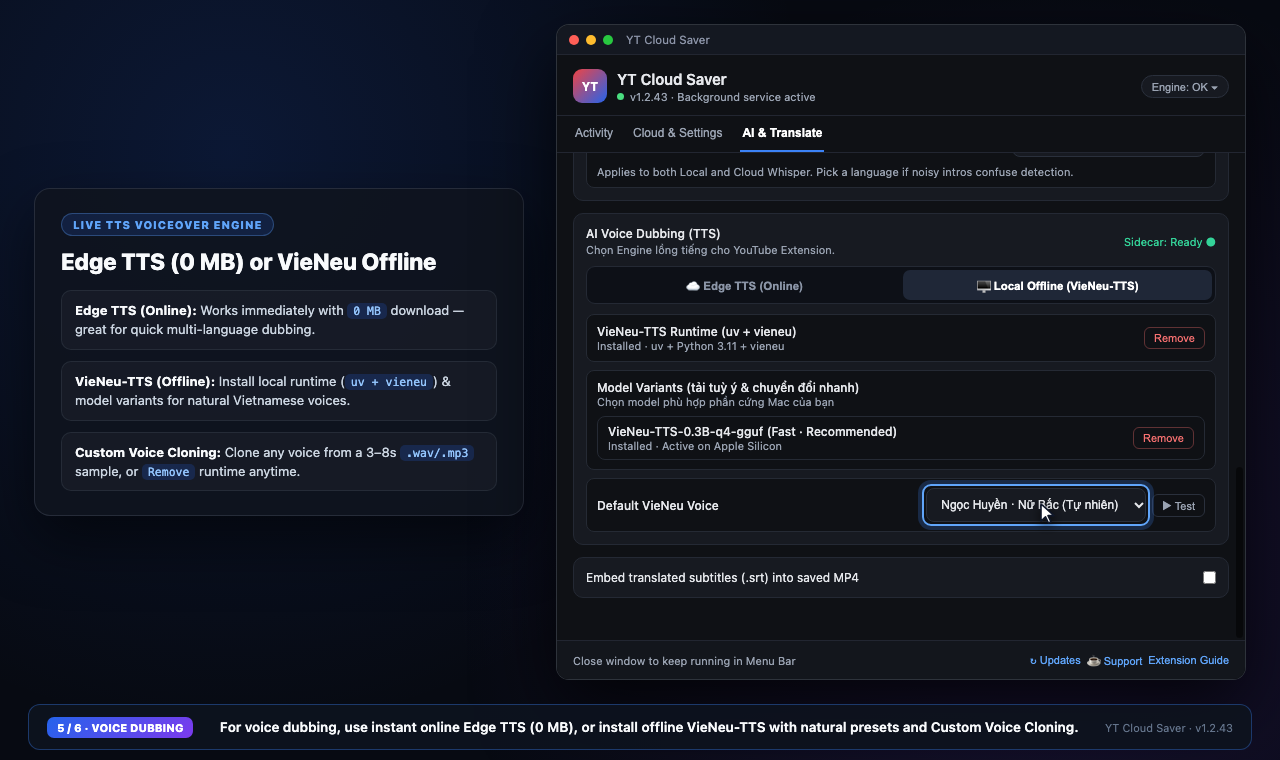 YT Cloud Saver
YT
YT Cloud Saver
v1.2.43 · Background service active
Engine: OK
Activity
Cloud & Settings
AI & Translate
Applies to both Local and Cloud Whisper. Pick a language if noisy intros confuse detection.
AI Voice Dubbing (TTS)
Chọn Engine lồng tiếng cho YouTube Extension.
Sidecar: Ready
Edge TTS (Online)
Local Offline (VieNeu-TTS)
VieNeu-TTS Runtime (uv + vieneu)
Installed · uv + Python 3.11 + vieneu
Remove
Model Variants (tải tuỳ ý & chuyển đổi nhanh)
Chọn model phù hợp phần cứng Mac của bạn
VieNeu-TTS-0.3B-q4-gguf (Fast · Recommended)
Installed · Active on Apple Silicon
Remove
Default VieNeu Voice
Ngọc Huyền · Nữ Bắc (Tự nhiên)
Test
Embed translated subtitles (.srt) into saved MP4
Close window to keep running in Menu Bar
↻ Updates
Support
Extension Guide
LIVE TTS VOICEOVER ENGINE
Edge TTS (0 MB) or VieNeu Offline
Edge TTS (Online): Works immediately with 0 MB download —
great for quick multi-language dubbing.
VieNeu-TTS (Offline): Install local runtime (uv + vieneu) &
model variants for natural Vietnamese voices.
Custom Voice Cloning: Clone any voice from a 3–8s .wav/.mp3
sample, or Remove runtime anytime.
5 / 6 · VOICE DUBBING
For voice dubbing, use instant online Edge TTS (0 MB), or install offline VieNeu-TTS with natural presets and Custom Voice Cloning.
YT Cloud Saver · v1.2.43